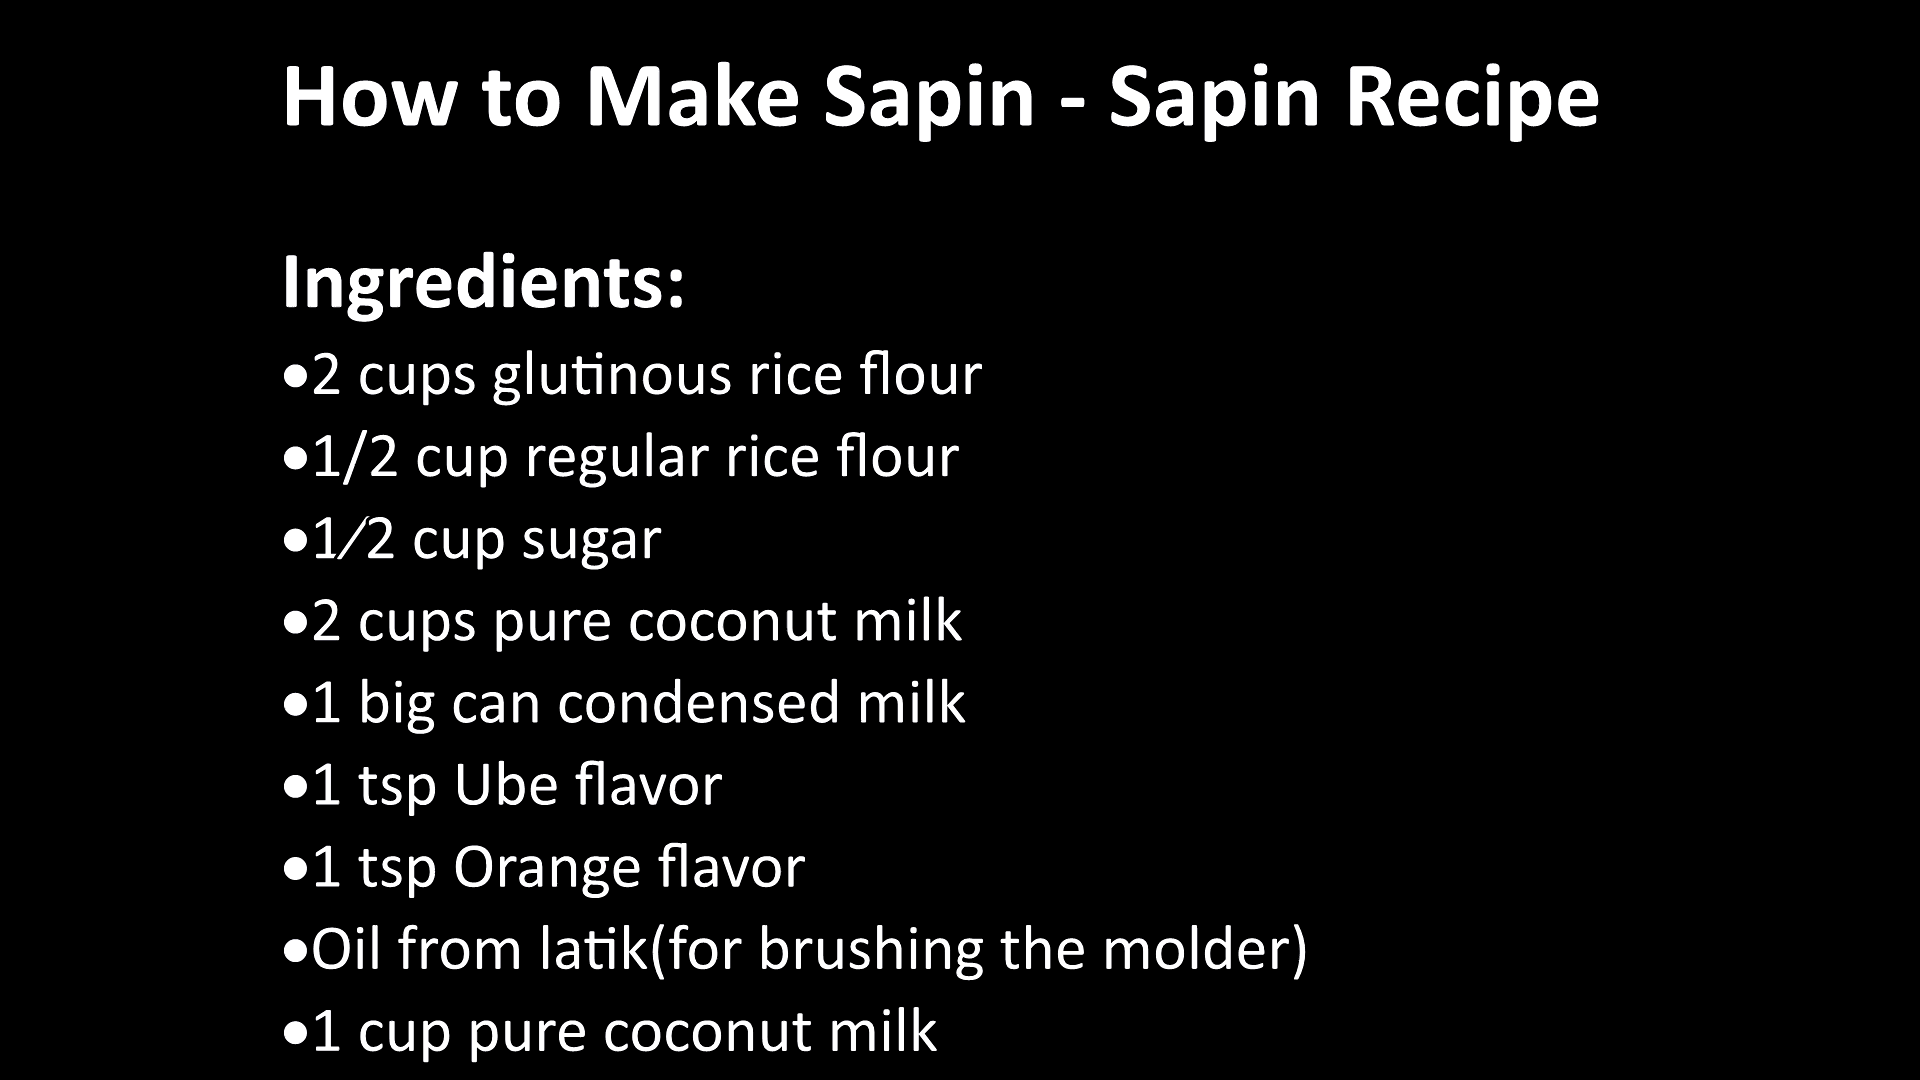 How to Make Sapin - Sapin Recipe
Ingredients:
•2 cups glutinous rice flour
•1/2 cup regular rice flour
•1⁄2 cup sugar
•2 cups pure coconut milk
•1 big can condensed milk
•1 tsp Ube flavor
•1 tsp Orange flavor
•Oil from latik(for brushing the molder)
•1 cup pure coconut milk